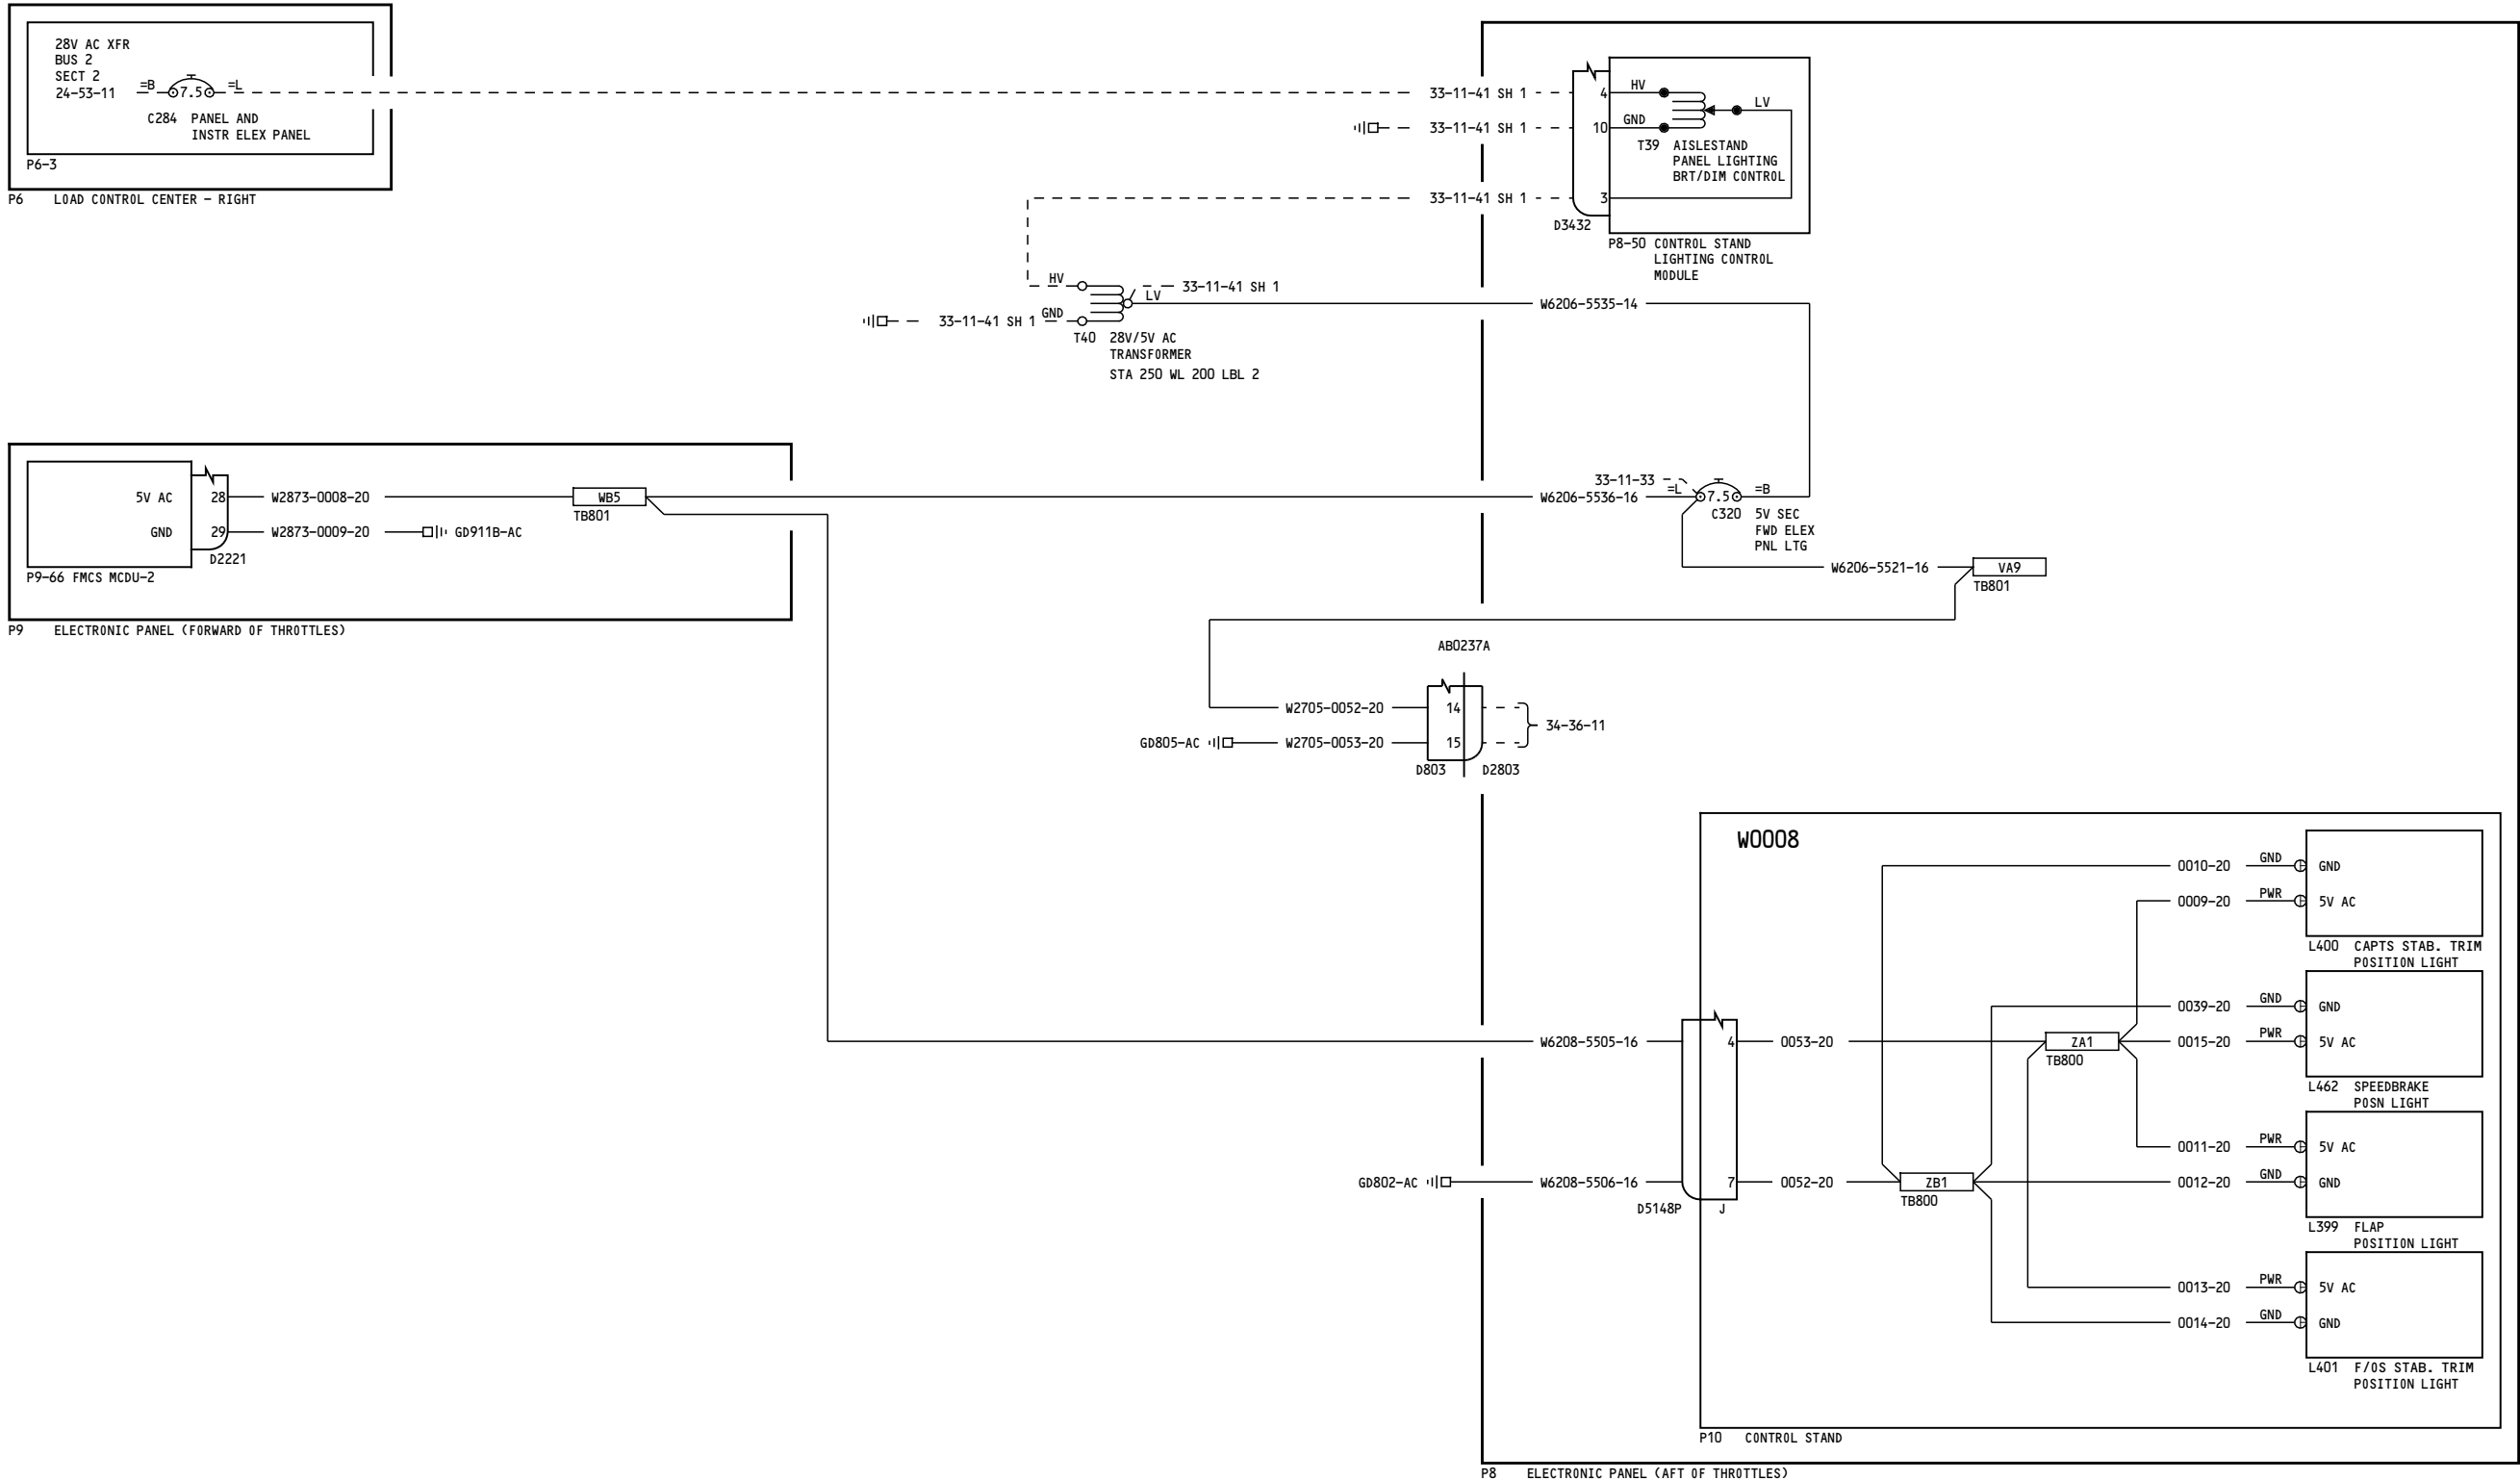 28V AC XFR
BUS 2
SECT 2
24-53-11
=B
7.5
=L
C284 PANEL AND
INSTR ELEX PANEL
P6-3
P6 LOAD CONTROL CENTER - RIGHT
33-11-41 SH 1
4
HV
LV
33-11-41 SH 1
10
GND
T39 AISLESTAND
PANEL LIGHTING
BRT/DIM CONTROL
33-11-41 SH 1
3
D3432
P8-50 CONTROL STAND
LIGHTING CONTROL
MODULE
HV
33-11-41 SH 1
LV
W6206-5535-14
33-11-41 SH 1
GND
T40 28V/5V AC
TRANSFORMER
STA 250 WL 200 LBL 2
5V AC
28
W2873-0008-20
WB5
TB801
GND
29
W2873-0009-20
GD911B-AC
D2221
P9-66 FMCS MCDU-2
P9 ELECTRONIC PANEL (FORWARD OF THROTTLES)
33-11-33
W6206-5536-16
=L
7.5
=B
C320 5V SEC
FWD ELEX
PNL LTG
W6206-5521-16
VA9
TB801
AB0237A
W2705-0052-20
14
34-36-11
GD805-AC
W2705-0053-20
15
D803
D2803
W0008
0010-20
GND
GND
0009-20
PWR
5V AC
L400 CAPTS STAB. TRIM
POSITION LIGHT
0039-20
GND
GND
W6208-5505-16
4
0053-20
ZA1
TB800
0015-20
PWR
5V AC
L462 SPEEDBRAKE
POSN LIGHT
0011-20
PWR
5V AC
GD802-AC
W6208-5506-16
7
0052-20
ZB1
TB800
0012-20
GND
GND
D5148P
J
L399 FLAP
POSITION LIGHT
0013-20
PWR
5V AC
0014-20
GND
GND
L401 F/OS STAB. TRIM
POSITION LIGHT
P10 CONTROL STAND
P8 ELECTRONIC PANEL (AFT OF THROTTLES)